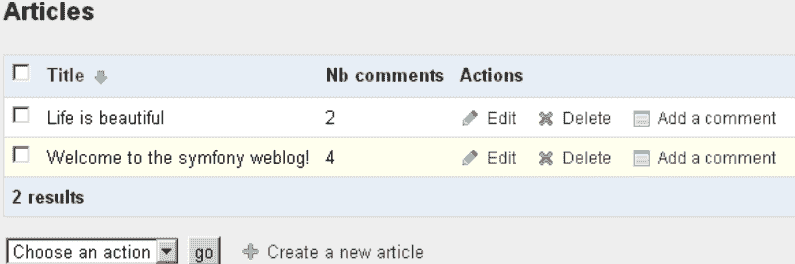 Articles
Title Nb comments Actions
Life is beautiful 2 Edit Delete Add a comment
Welcome to the symfony weblog! 4 Edit Delete Add a comment
2 results
Choose an action go Create a new article